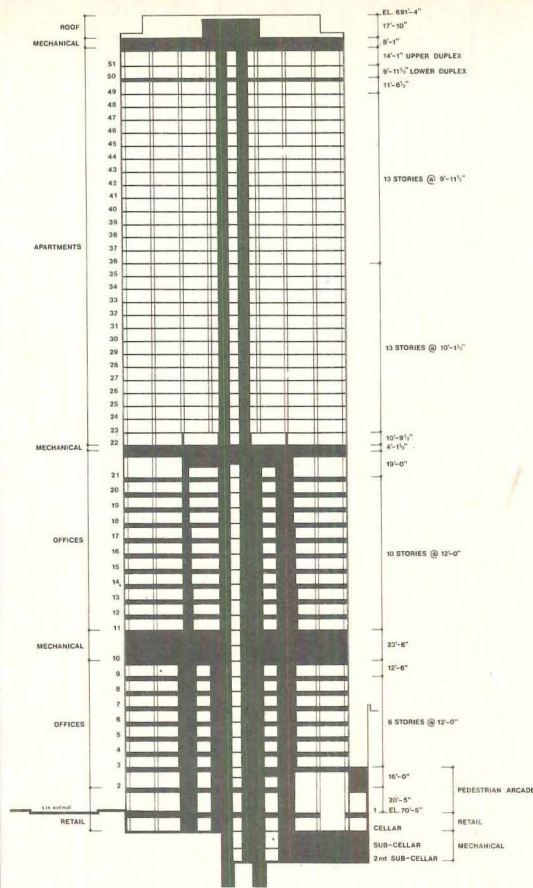 EL. 691'-4"
ROOF
17'-10"
MECHANICAL
8'-1"
14'-1" UPPER DUPLEX
51
9'-11½" LOWER DUPLEX
50
11'-6½"
49
48
47
46
45
44
43
13 STORIES @ 9'-11½"
42
41
40
39
38
APARTMENTS
37
36
35
34
33
32
31
30
13 STORIES @ 10'-1½"
29
28
27
26
25
24
23
10'-9½"
MECHANICAL
22
4'-1½"
19'-0"
21
20
19
18
17
OFFICES
16
10 STORIES @ 12'-0"
15
14
13
12
11
MECHANICAL
23'-6"
10
12'-6"
9
8
7
OFFICES
6
6 STORIES @ 12'-0"
5
4
3
16'-0"
2
PEDESTRIAN ARCADE
20'-5"
5TH AVENUE
1
EL. 70'-5"
RETAIL
RETAIL
CELLAR
SUB-CELLAR
MECHANICAL
2nd SUB-CELLAR